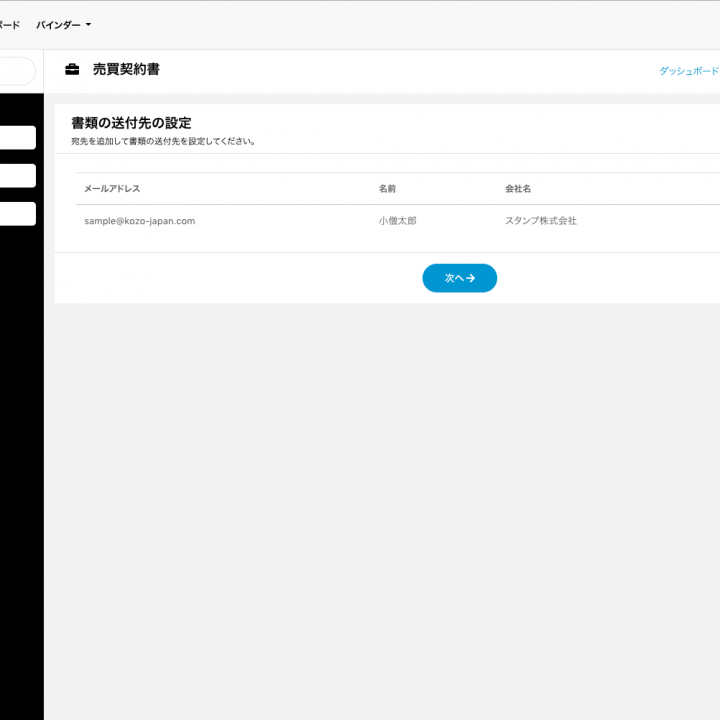 ボード バインダー
売買契約書
ダッシュボード
書類の送付先の設定
宛先を追加して書類の送付先を設定してください。
メールアドレス 名前 会社名
sample@kozo-japan.com 小僧太郎 スタンプ株式会社
次へ→